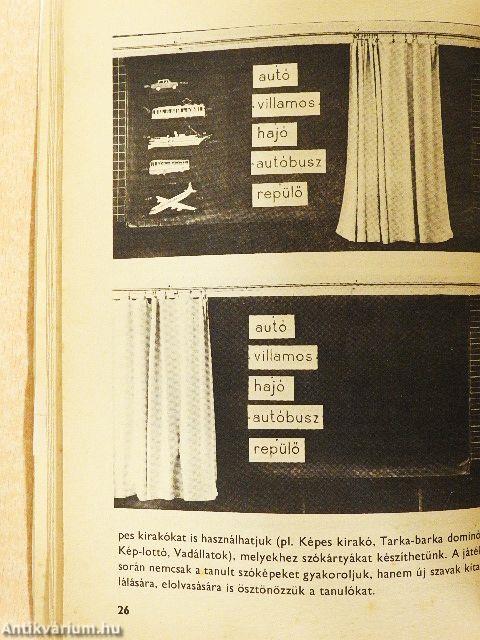 autó
villamos
hajó
autóbusz
repülő
autó
villamos
hajó
autóbusz
repülő
pes kirakókat is használhatjuk (pl. Képes kirakó, Tarka-barka dominó
Kép-lottó, Vadállatok), melyekhez szókártyákat készíthetünk. A játék
során nemcsak a tanult szóképeket gyakoroljuk, hanem új szavak kita
lálására, elolvasására is ösztönözzük a tanulókat.
26
Antikvárium.hu